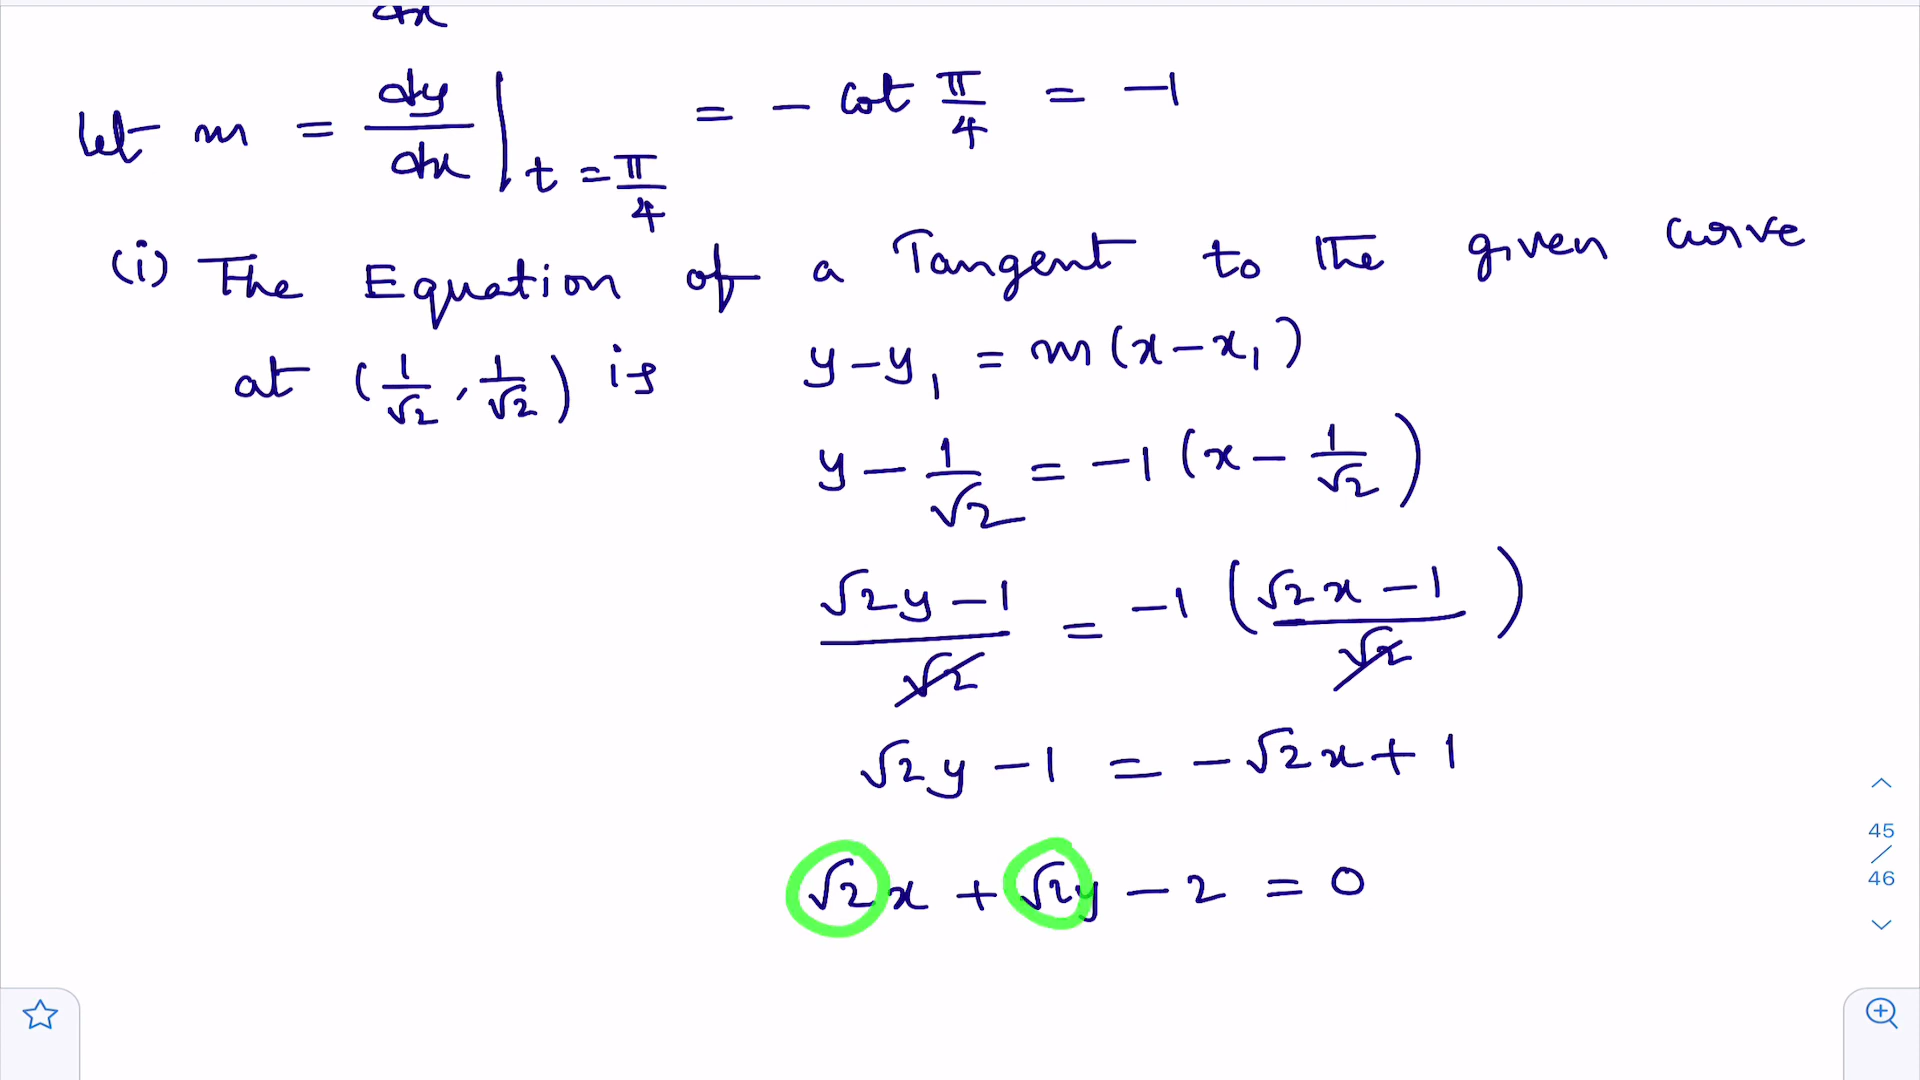 dx
let m = dy/dx |t=π/4 = - cot π/4 = -1
(i) The Equation of a Tangent to the given curve
at (1/√2, 1/√2) is y-y₁ = m(x-x₁)
y - 1/√2 = -1(x - 1/√2)
√2y-1/√2 = -1(√2x-1/√2)
√2y-1 = -√2x+1
√2x + √2y - 2 = 0
45
/
46